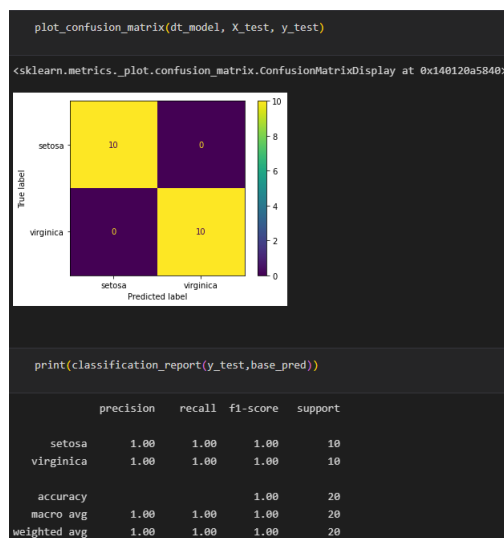 plot_confusion_matrix(dt_model, X_test, y_test)
<sklearn.metrics._plot.confusion_matrix.ConfusionMatrixDisplay at 0x140120a5840>
10
setosa 10 0
8
6
True label
4
virginica 0 10
2
0
setosa virginica
Predicted label
print(classification_report(y_test,base_pred))
precision recall f1-score support
setosa 1.00 1.00 1.00 10
virginica 1.00 1.00 1.00 10
accuracy 1.00 20
macro avg 1.00 1.00 1.00 20
weighted avg 1.00 1.00 1.00 20